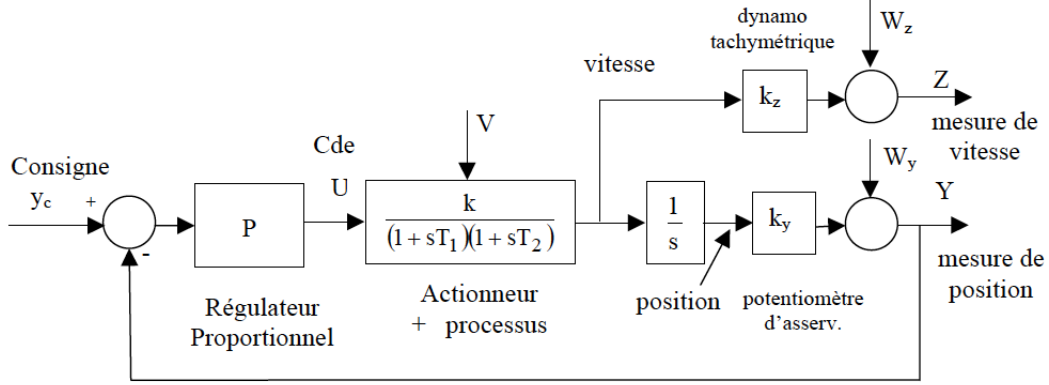 dynamo
tachymétrique
W_z
vitesse
k_z
Z
mesure de
vitesse
V
W_y
Consigne
y_c
+
-
Cde
U
P
k
(1 + sT_1)(1 + sT_2)
1
s
k_y
Y
mesure de
position
Régulateur
Proportionnel
Actionneur
+ processus
position
potentiomètre
d'asserv.